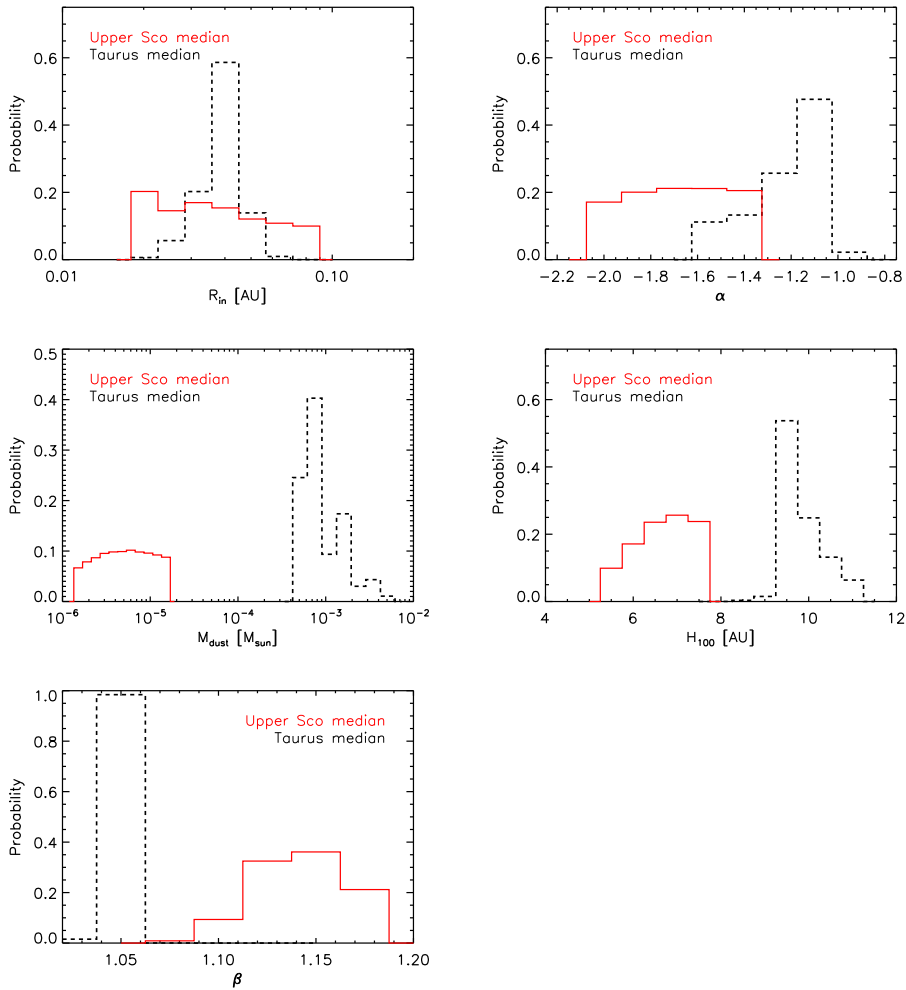 Upper Sco median
Taurus median
Probability
0.6
0.4
0.2
0.0
0.01
0.10
R_in [AU]
Upper Sco median
Taurus median
Probability
0.6
0.4
0.2
0.0
−2.2 −2.0 −1.8 −1.6 −1.4 −1.2 −1.0 −0.8
α
Upper Sco median
Taurus median
Probability
0.5
0.4
0.3
0.2
0.1
0.0
10^−6 10^−5 10^−4 10^−3 10^−2
M_dust [M_sun]
Upper Sco median
Taurus median
Probability
0.6
0.4
0.2
0.0
4 6 8 10 12
H_100 [AU]
Upper Sco median
Taurus median
Probability
1.0
0.8
0.6
0.4
0.2
0.0
1.05 1.10 1.15 1.20
β